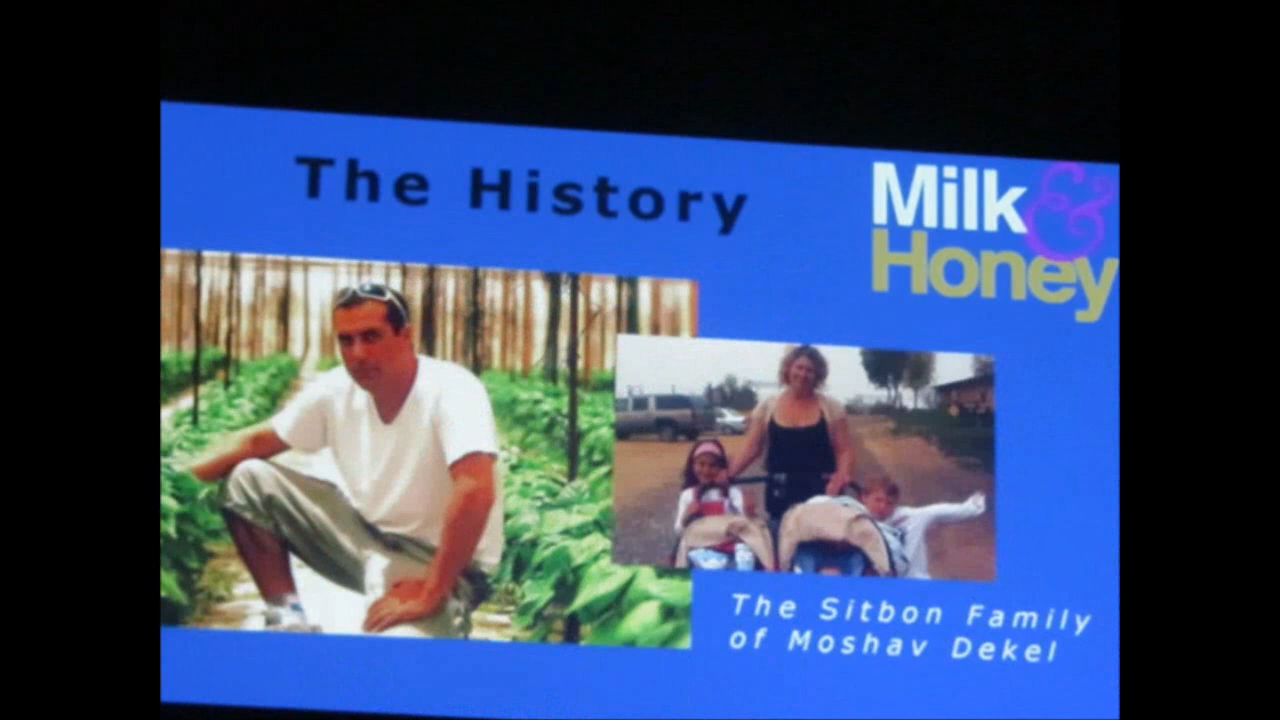 The History
Milk &
Honey
The Sitbon Family
of Moshav Dekel